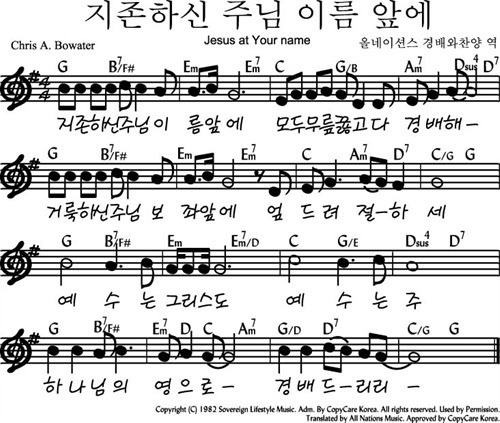 지존하신 주님 이름 앞에
Jesus at Your name
Chris A. Bowater
올네이션스 경배와찬양 역
G B7/F# Em Em7 C G/B Am7 Dsus4 D7
4/4
지존하신주님이 름앞에 모두무릎꿇고다 경배해-
G B7/F# Em Em7 C G Am7 D7 C/G G
거룩하신주님 보 좌앞에 엎 드려 절-하 세
G B7/F# Em Em7/D C G/E Dsus4 D7
예 수 는 그리스도 예 수 는 주
G B7/F# Em7 D C Am7 G/D D7 C/G G
하 나 님 의 영 으 로 - 경 배 드 - 리 리 -
Copyright (C) 1982 Sovereign Lifestyle Music. Adm. By CopyCare Korea. All rights reserved. Used by Permission.
Translated by All Nations Music. Approved by CopyCare Korea.